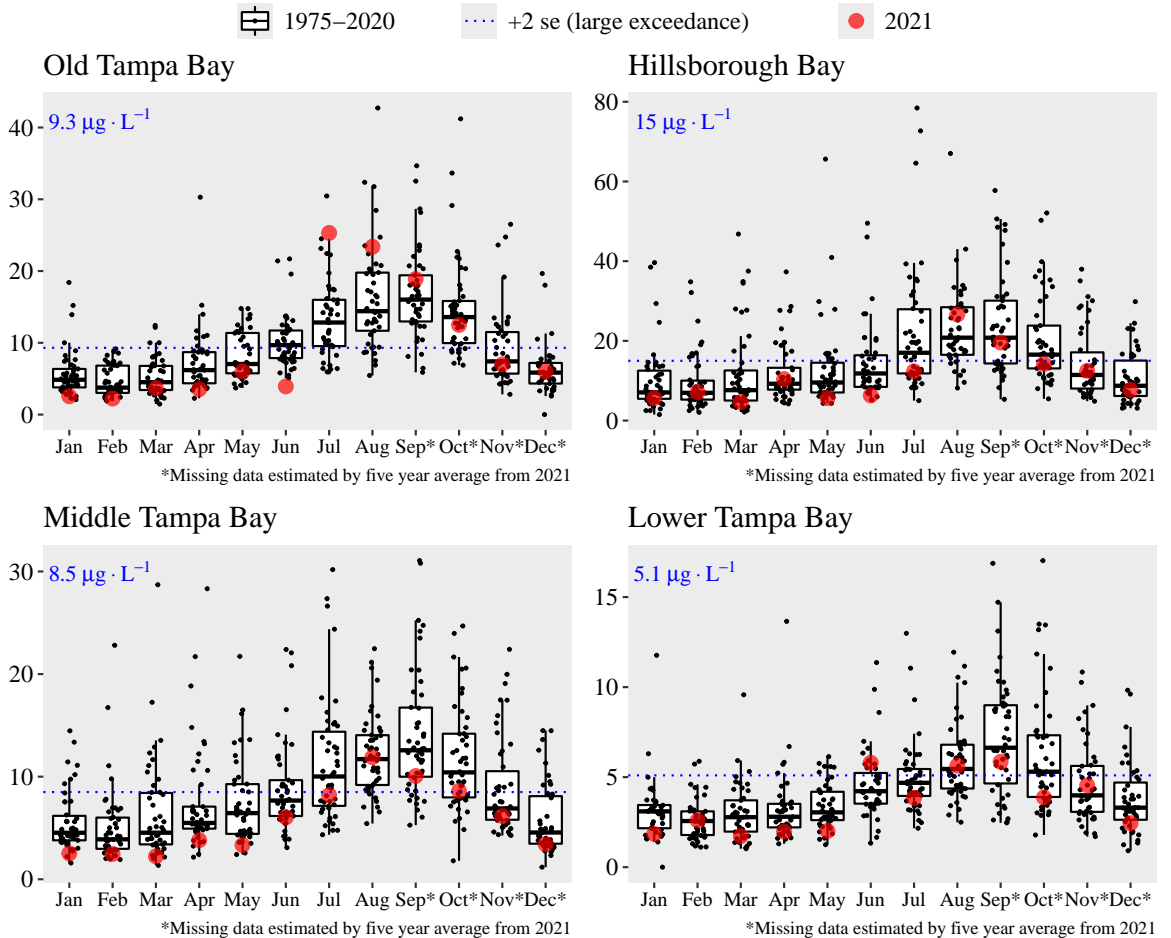 1975−2020 +2 se (large exceedance) 2021
Old Tampa Bay
9.3 μg · L⁻¹
40
30
20
10
0
Jan Feb Mar Apr May Jun Jul Aug Sep* Oct* Nov* Dec*
*Missing data estimated by five year average from 2021
Hillsborough Bay
15 μg · L⁻¹
80
60
40
20
0
Jan Feb Mar Apr May Jun Jul Aug Sep* Oct* Nov* Dec*
*Missing data estimated by five year average from 2021
Middle Tampa Bay
8.5 μg · L⁻¹
30
20
10
0
Jan Feb Mar Apr May Jun Jul Aug Sep* Oct* Nov* Dec*
*Missing data estimated by five year average from 2021
Lower Tampa Bay
5.1 μg · L⁻¹
15
10
5
0
Jan Feb Mar Apr May Jun Jul Aug Sep* Oct* Nov* Dec*
*Missing data estimated by five year average from 2021